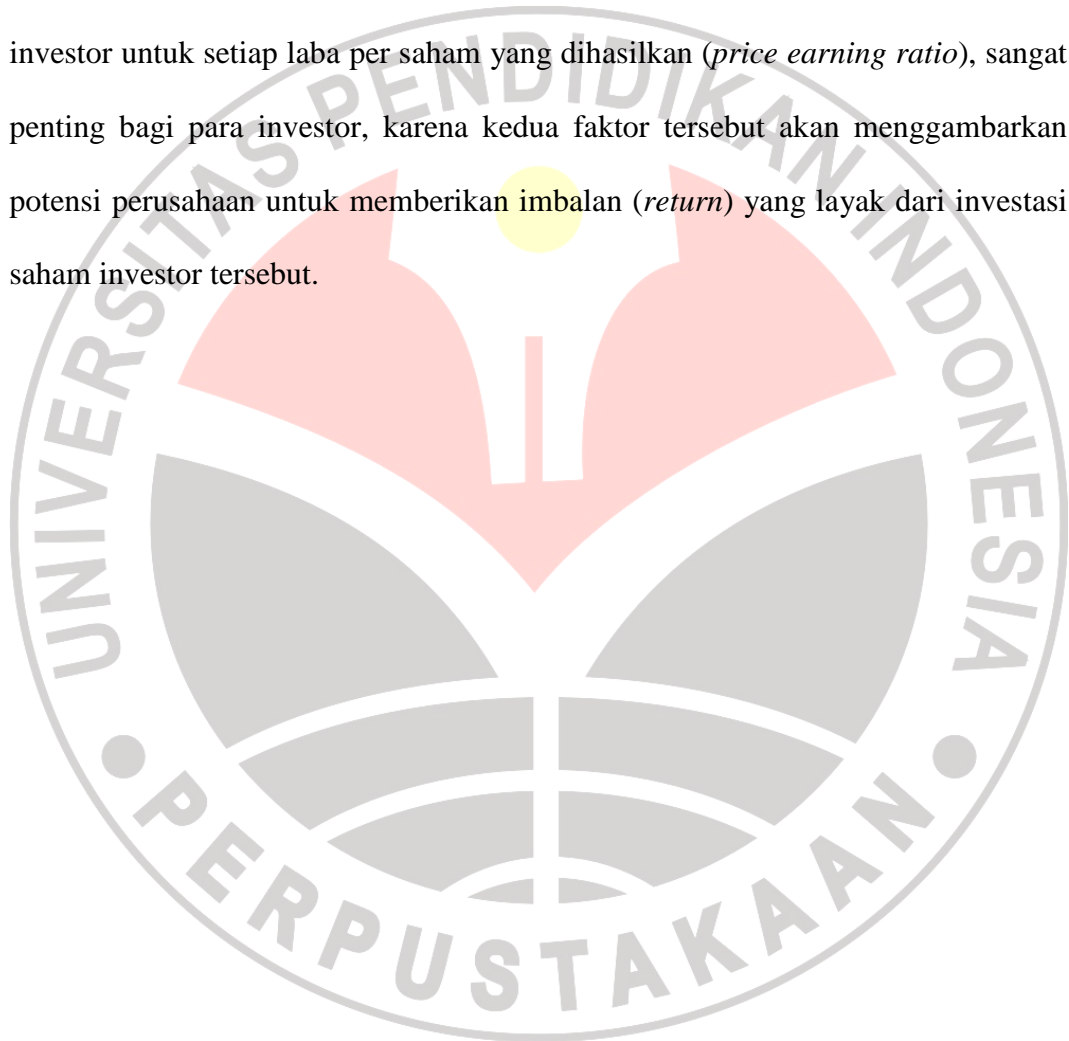 investor untuk setiap laba per saham yang dihasilkan (price earning ratio), sangat
penting bagi para investor, karena kedua faktor tersebut akan menggambarkan
potensi perusahaan untuk memberikan imbalan (return) yang layak dari investasi
saham investor tersebut.
UNIVERSITAS PENDIDIKAN INDONESIA
PERPUSTAKAAN